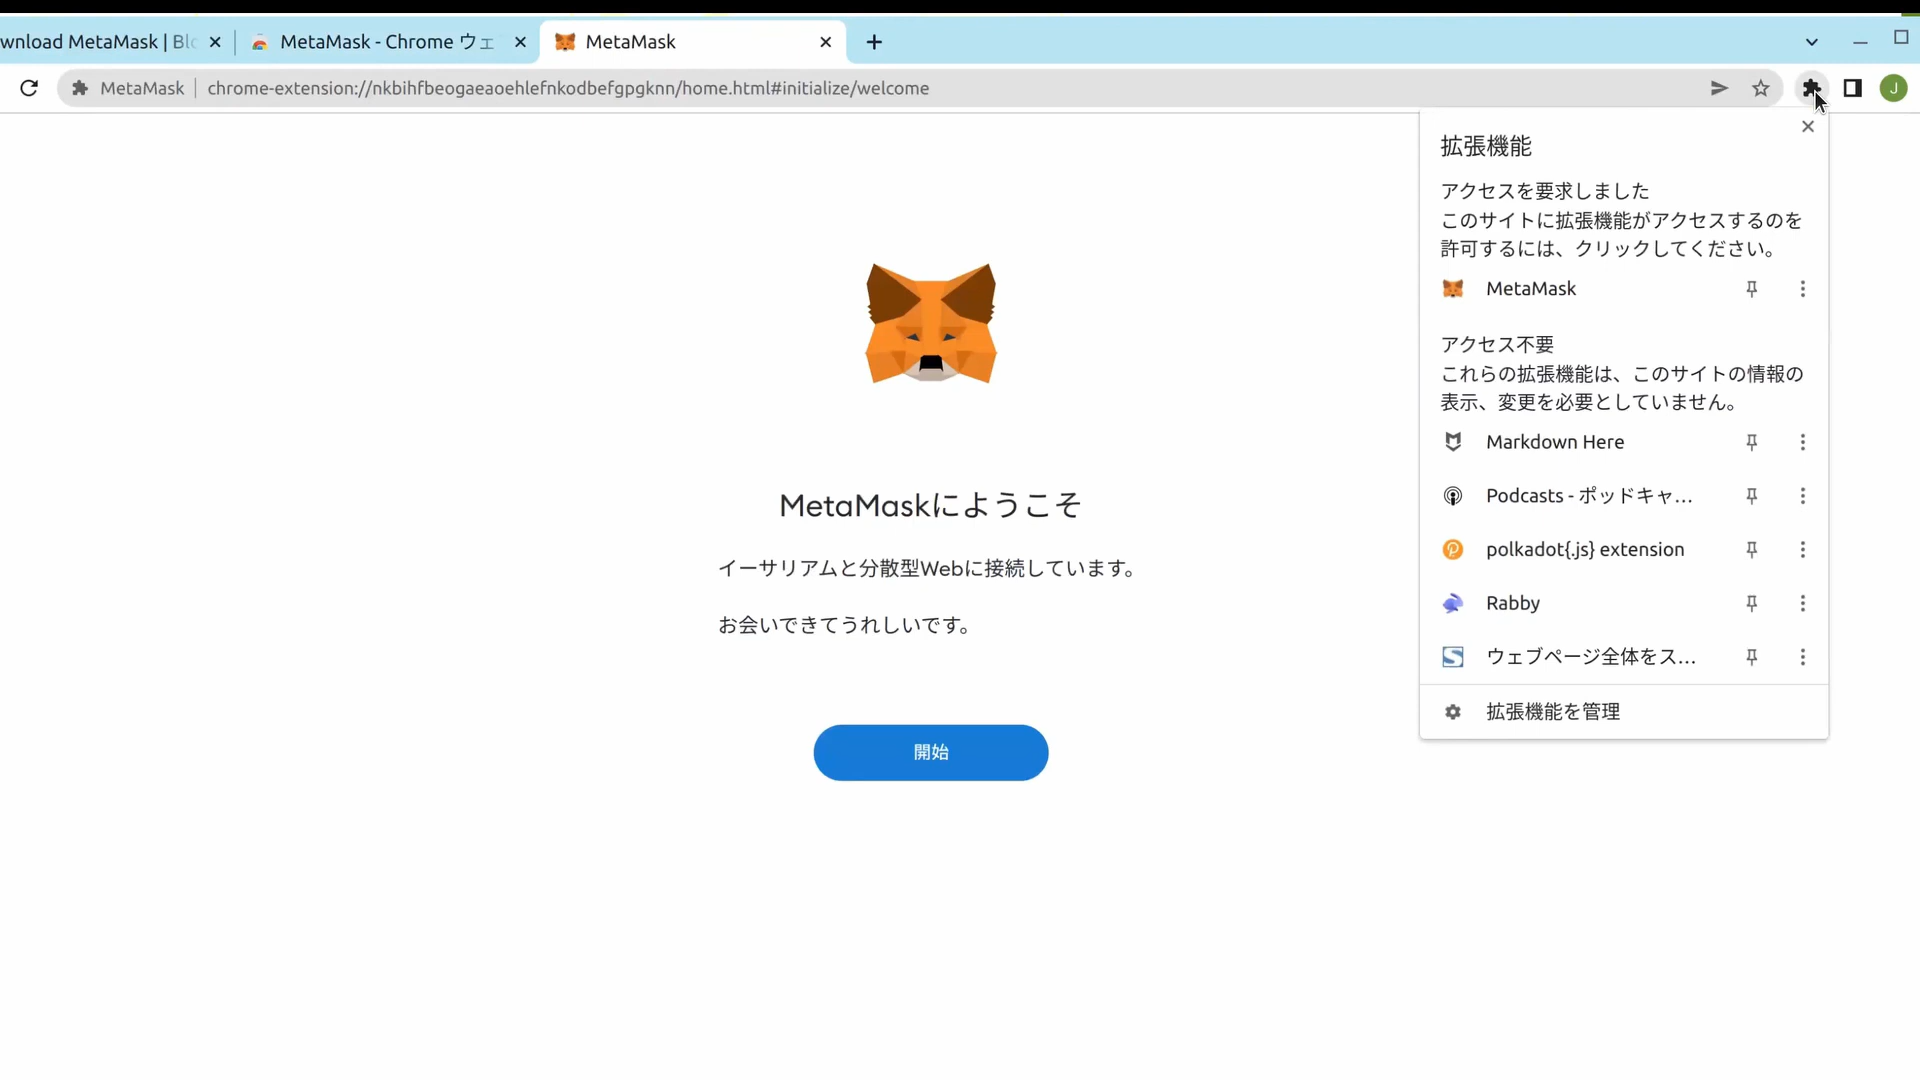 wnload MetaMask | Blo
MetaMask - Chrome ウェ
MetaMask
MetaMask
chrome-extension://nkbihfbeogaeaoehlefnkodbefgpgknn/home.html#initialize/welcome
J
拡張機能
アクセスを要求しました
このサイトに拡張機能がアクセスするのを
許可するには、クリックしてください。
MetaMask
アクセス不要
これらの拡張機能は、このサイトの情報の
表示、変更を必要としていません。
Markdown Here
Podcasts - ポッドキャ...
polkadot{.js} extension
Rabby
ウェブページ全体をス...
拡張機能を管理
MetaMaskにようこそ
イーサリアムと分散型Webに接続しています。
お会いできてうれしいです。
開始